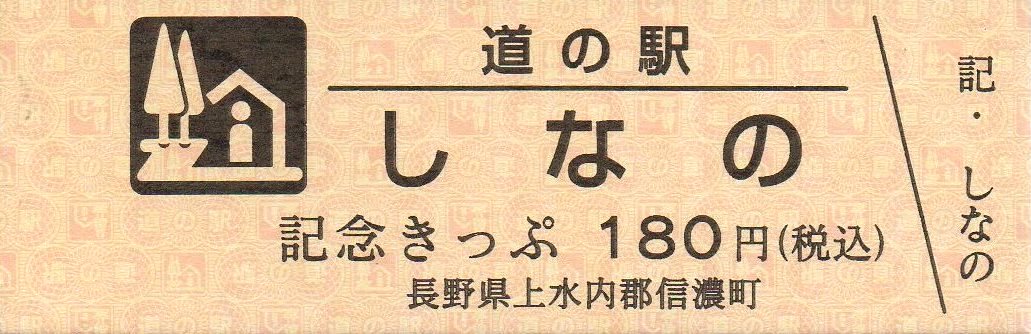 道の駅
しなの
記念きっぷ 180円(税込)
長野県上水内郡信濃町
記・しなの